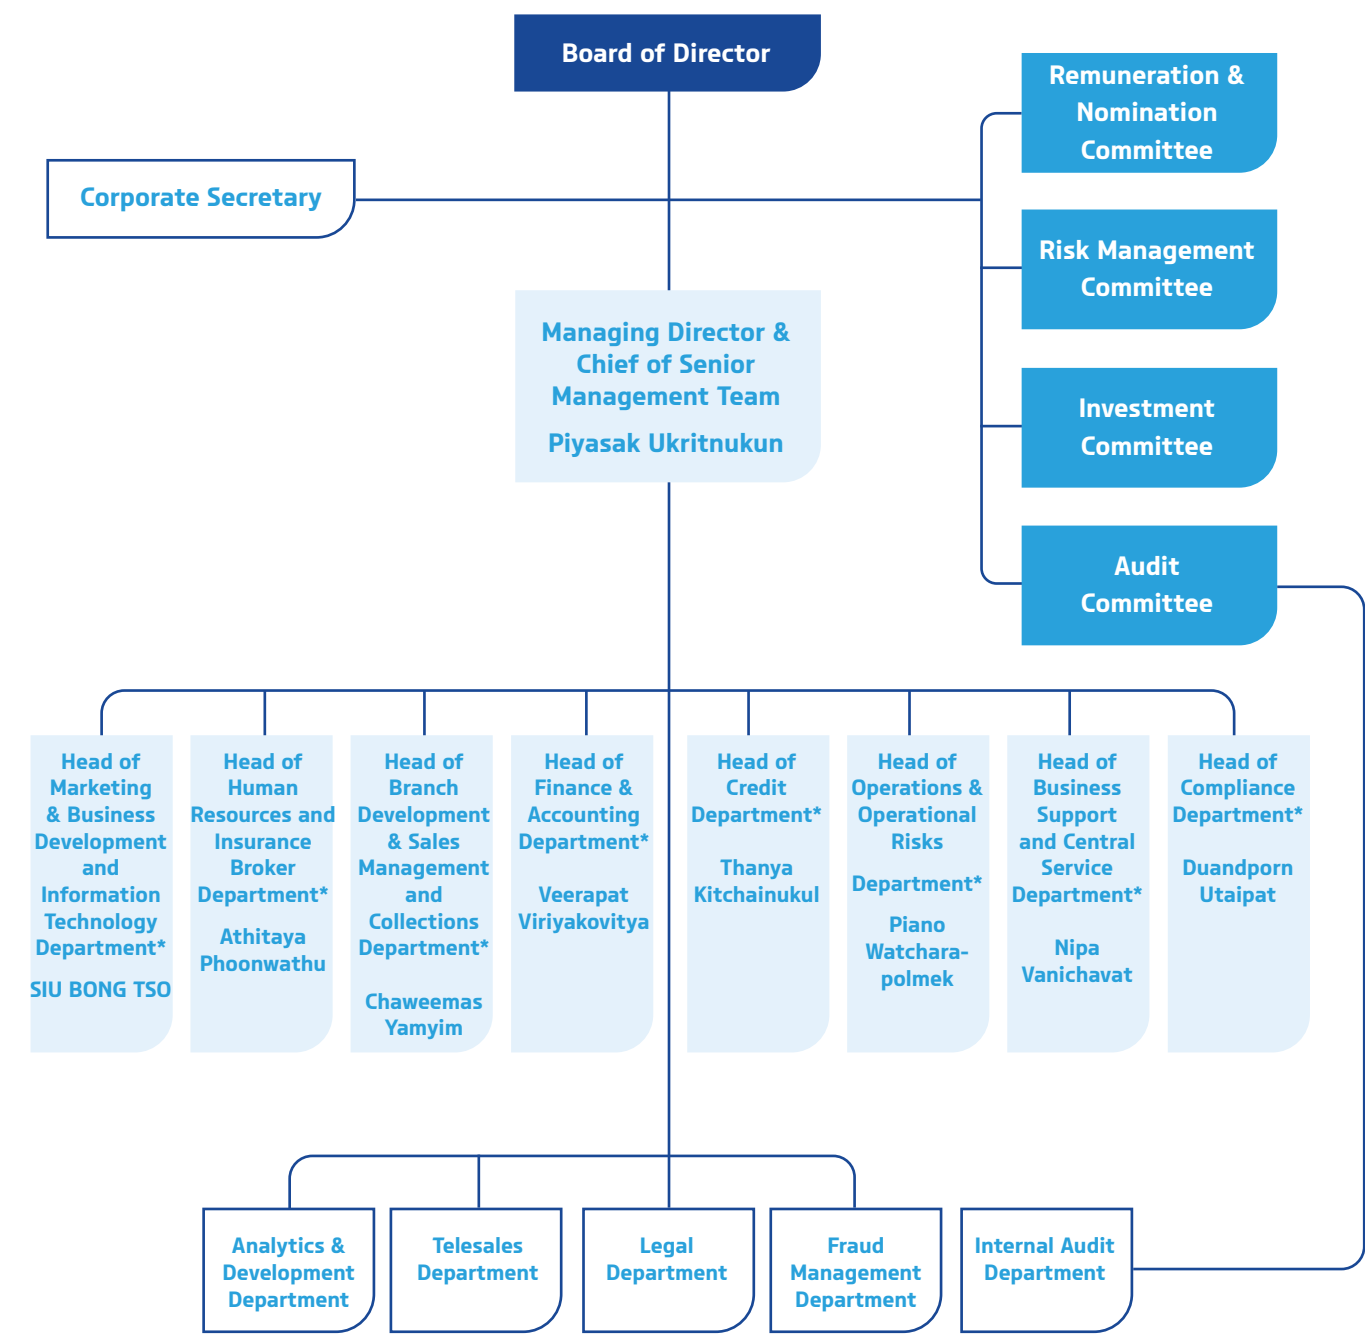 Board of Director
Remuneration &
Nomination
Committee
Corporate Secretary
Risk Management
Committee
Managing Director &
Chief of Senior
Management Team
Piyasak Ukritnukun
Investment
Committee
Audit
Committee
Head of
Marketing
& Business
Development
and
Information
Technology
Department*
SIU BONG TSO
Head of
Human
Resources and
Insurance
Broker
Department*
Athitaya
Phoonwathu
Head of
Branch
Development
& Sales
Management
and
Collections
Department*
Chaweemas
Yamyim
Head of
Finance &
Accounting
Department*
Veerapat
Viriyakovitya
Head of
Credit
Department*
Thanya
Kitchainukul
Head of
Operations &
Operational
Risks
Department*
Piano
Watchara-
polmek
Head of
Business
Support
and Central
Service
Department*
Nipa
Vanichavat
Head of
Compliance
Department*
Duandporn
Utaipat
Analytics &
Development
Department
Telesales
Department
Legal
Department
Fraud
Management
Department
Internal Audit
Department